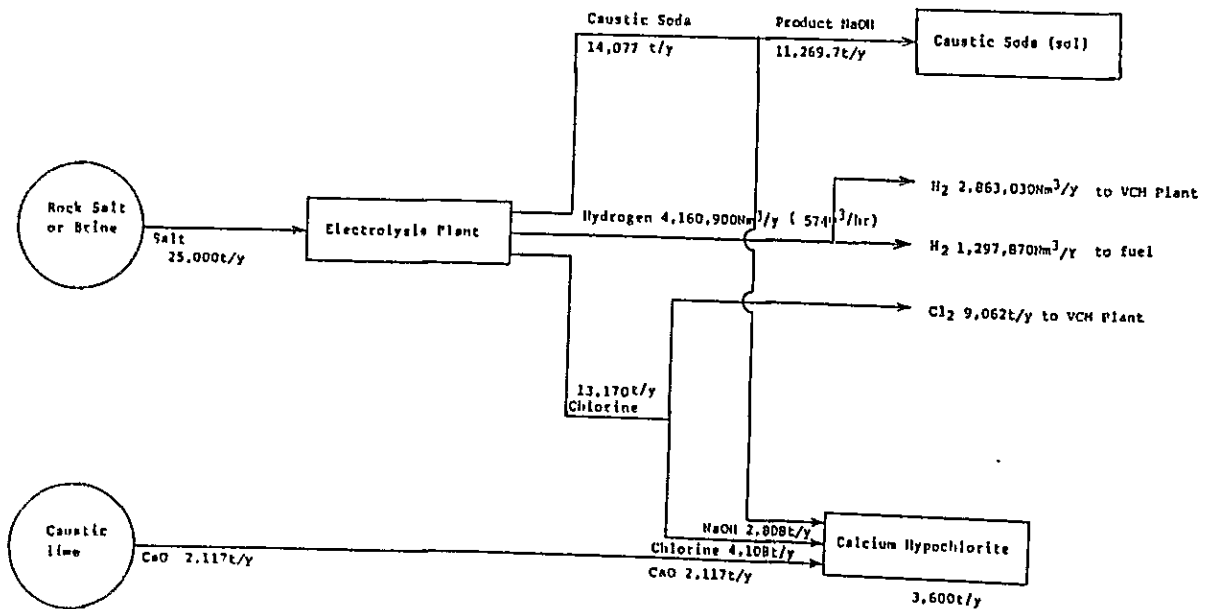 Caustic Soda
14,077 t/y
Product NaOH
11,269.7t/y
Caustic Soda (sol)
Rock Salt
or Brine
Salt
25,000t/y
Electrolysis Plant
Hydrogen 4,160,900Nm³/y ( 574 ³/hr)
H₂ 2,863,030Nm³/y to VCH Plant
H₂ 1,297,870Nm³/y to fuel
Cl₂ 9,062t/y to VCH Plant
13,170t/y
Chlorine
Caustic
lime
CaO 2,117t/y
NaOH 2,808t/y
Chlorine 4,108t/y
CaO 2,117t/y
Calcium Hypochlorite
3,600t/y